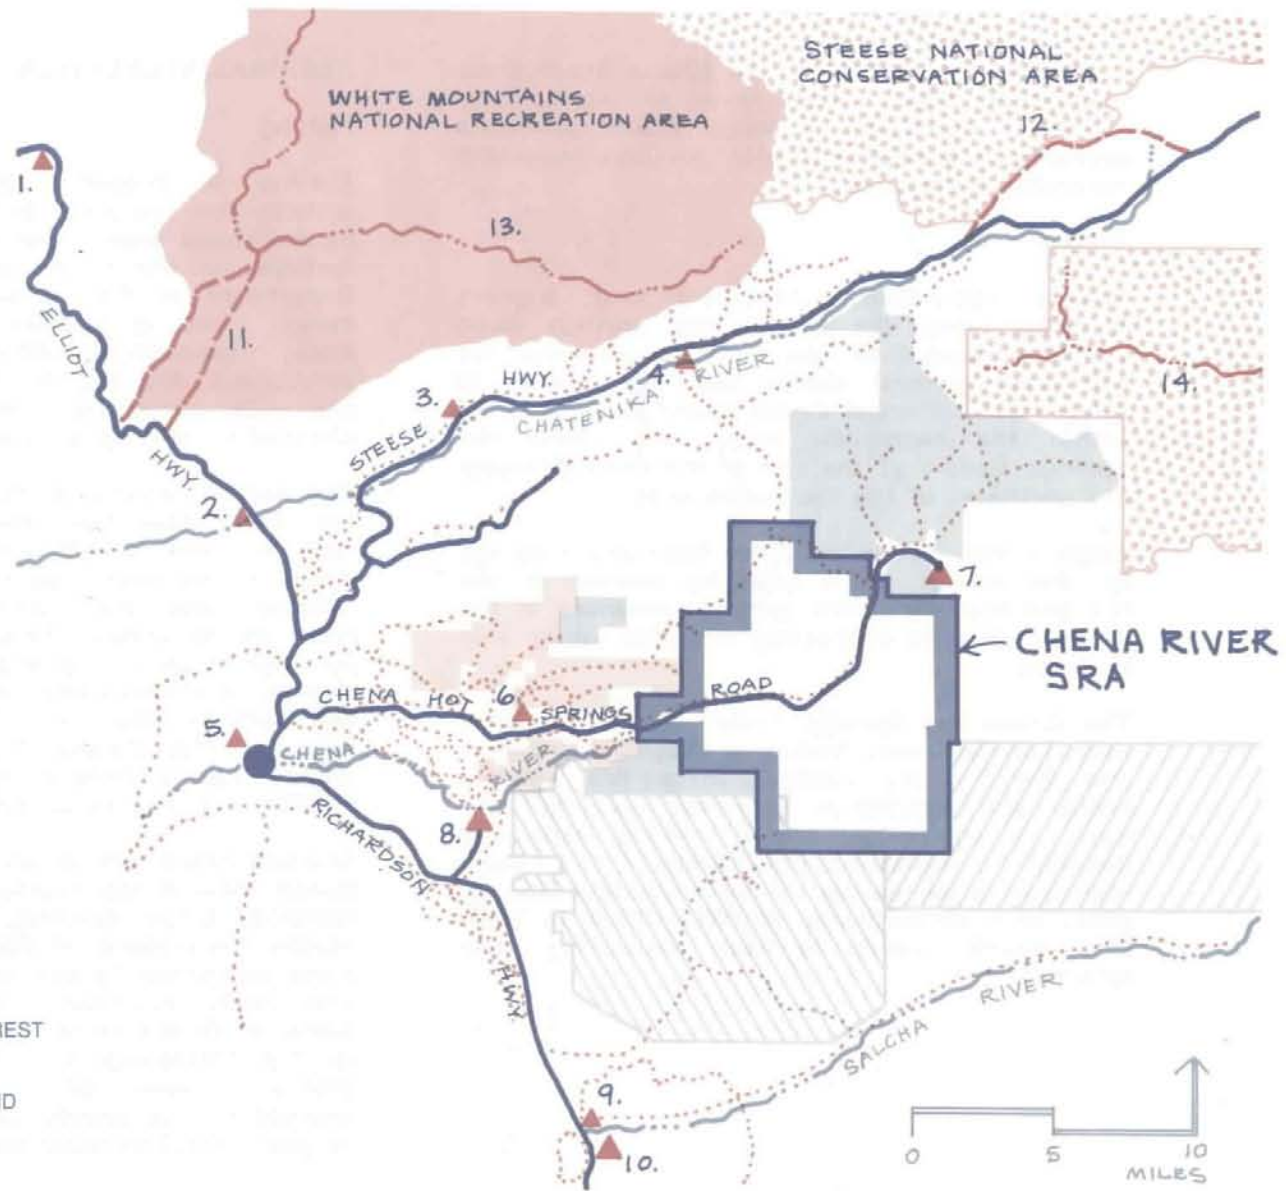 STEESE NATIONAL
CONSERVATION AREA
WHITE MOUNTAINS
NATIONAL RECREATION AREA
12.
1.
13.
ELLIOT
HWY.
11.
14.
HWY.
4.
RIVER
3.
CHATENIKA
STEESE
2.
7.
CHENA RIVER
SRA
CHENA HOT SPRINGS ROAD
6.
5.
CHENA
RIVER
8.
RICHARDSON
HWY.
REST
ND
SALCHA
RIVER
9.
10.
0 5 10
MILES